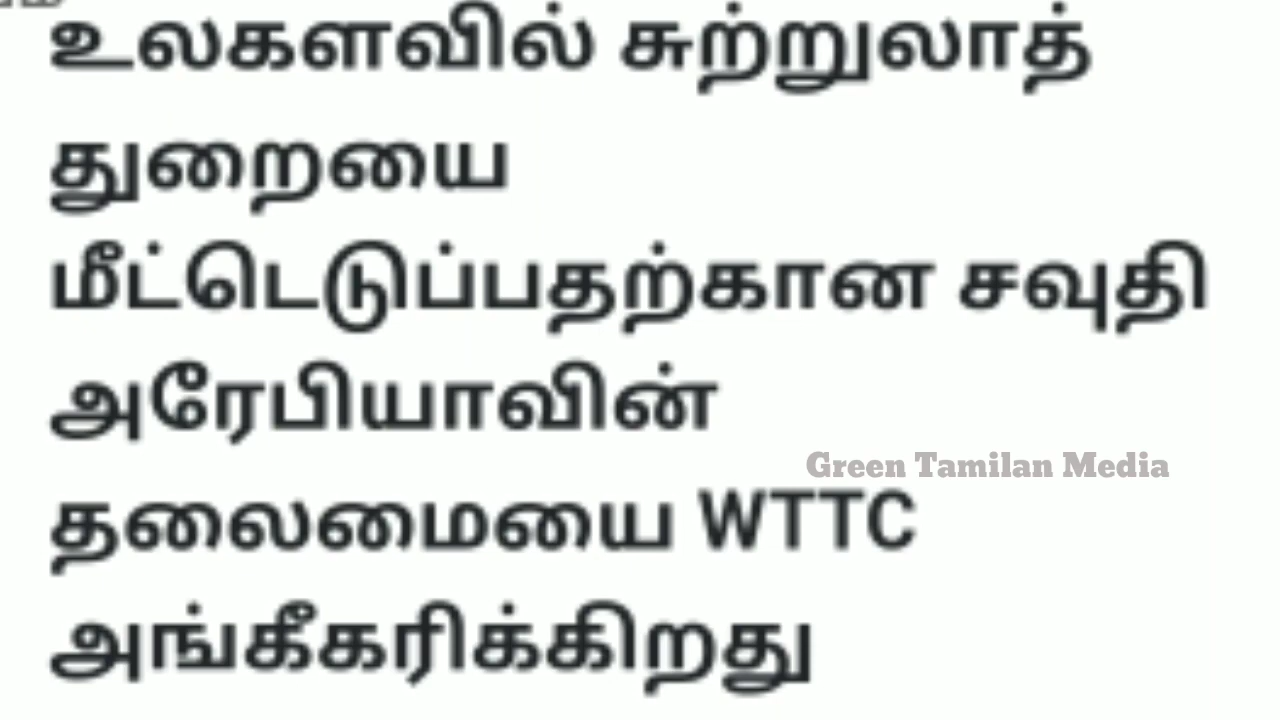 உலகளவில் சுற்றுலாத்
துறையை
மீட்டெடுப்பதற்கான சவுதி
அரேபியாவின்
Green Tamilan Media
தலைமையை WTTC
அங்கீகரிக்கிறது